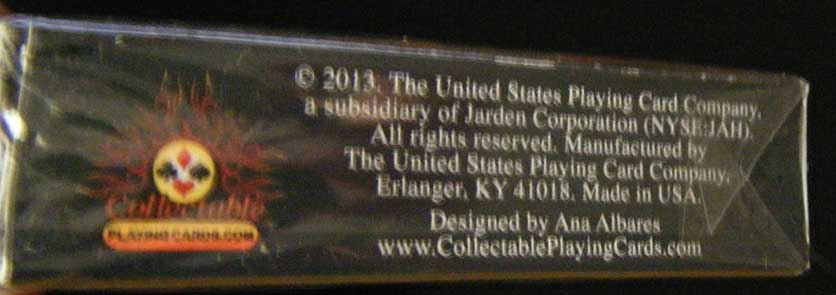 © 2013. The United States Playing Card Company,
a subsidiary of Jarden Corporation (NYSE:JAH).
All rights reserved. Manufactured by
The United States Playing Card Company,
Erlanger, KY 41018. Made in USA.
Designed by Ana Albares
www.CollectablePlayingCards.com
Collectable
PLAYINGCARDS.COM